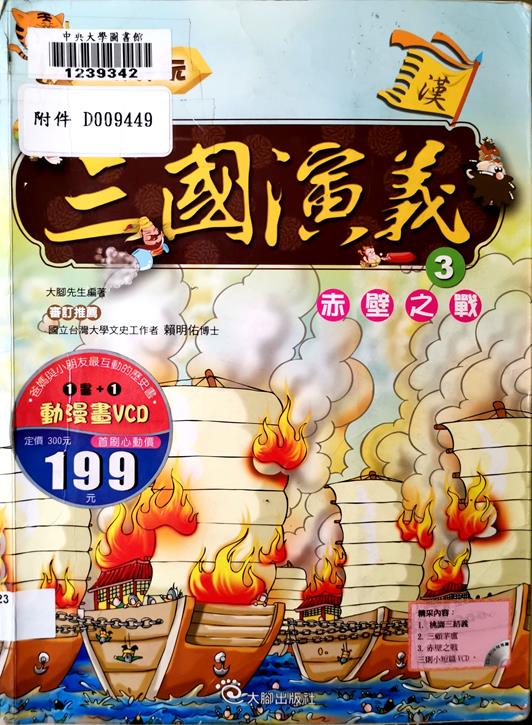 中央大學圖書館
1239342
附件 D009449
元
漢
三國演義
3
赤壁之戰
大腳先生編著
審訂推薦
國立台灣大學文史工作者 賴明佑博士
爸媽與小朋友最互動的歷史書
1書+1
動漫畫VCD
定價 300元 首刷心動價
199
元
23
精采內容：
1. 桃園三結義
2. 三顧茅廬
3. 赤壁之戰
三則小短篇VCD。
大腳出版社